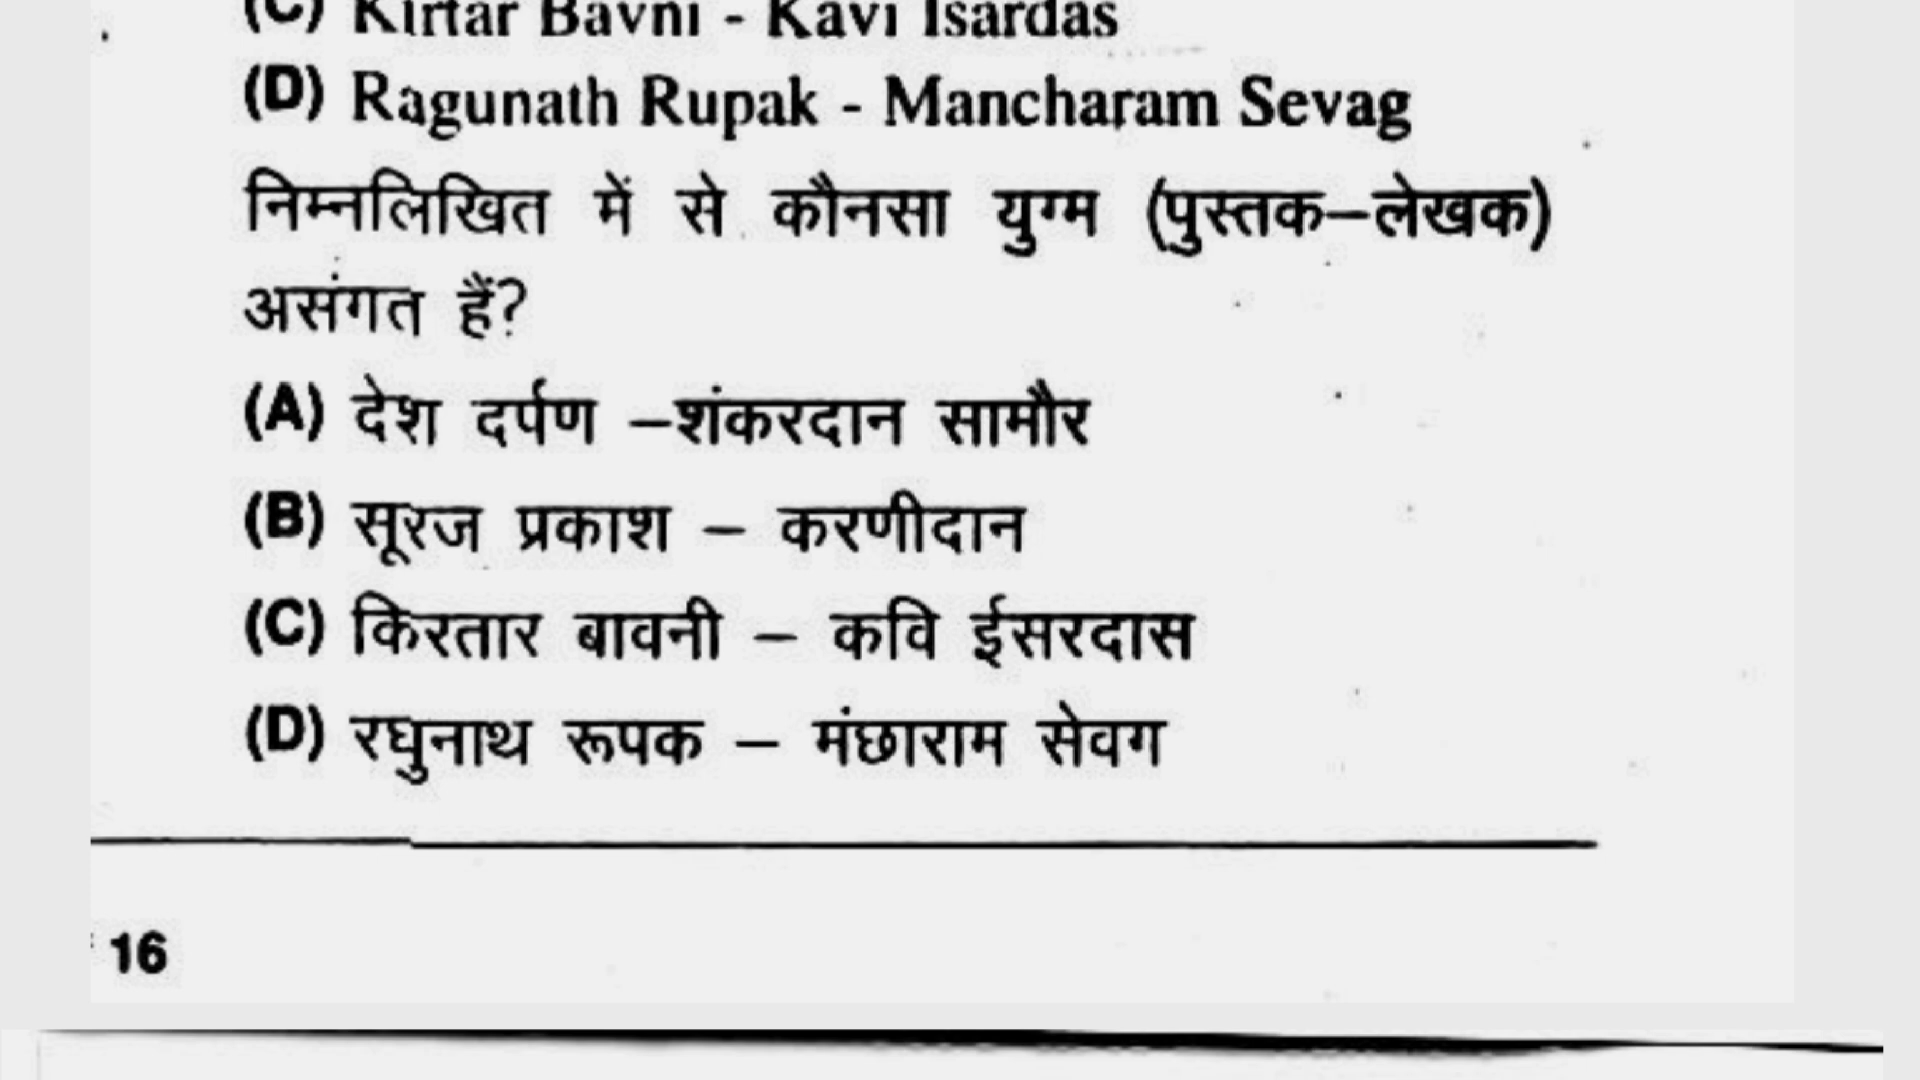 (C) Kirtar Bavni - Kavi Isardas
(D) Ragunath Rupak - Mancharam Sevag
निम्नलिखित में से कौनसा युग्म (पुस्तक–लेखक)
असंगत हैं?
(A) देश दर्पण –शंकरदान सामौर
(B) सूरज प्रकाश – करणीदान
(C) किरतार बावनी – कवि ईसरदास
(D) रघुनाथ रूपक – मंछाराम सेवग
16